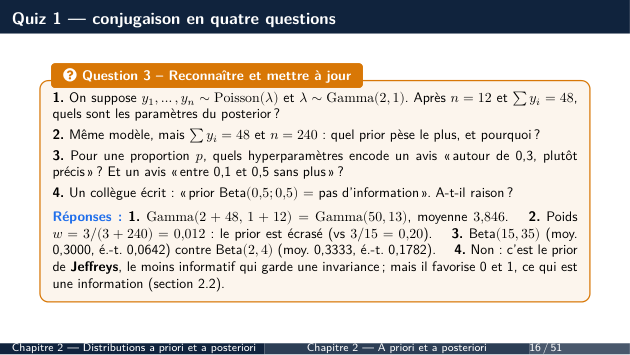 Quiz 1 — conjugaison en quatre questions
Question 3 – Reconnaître et mettre à jour
1. On suppose y₁, …, yₙ ∼ Poisson(λ) et λ ∼ Gamma(2, 1). Après n = 12 et ∑ yᵢ = 48,
quels sont les paramètres du posterior ?
2. Même modèle, mais ∑ yᵢ = 48 et n = 240 : quel prior pèse le plus, et pourquoi ?
3. Pour une proportion p, quels hyperparamètres encode un avis « autour de 0,3, plutôt
précis » ? Et un avis « entre 0,1 et 0,5 sans plus » ?
4. Un collègue écrit : « prior Beta(0,5; 0,5) = pas d'information ». A-t-il raison ?
Réponses : 1. Gamma(2 + 48, 1 + 12) = Gamma(50, 13), moyenne 3,846. 2. Poids
w = 3/(3 + 240) = 0,012 : le prior est écrasé (vs 3/15 = 0,20). 3. Beta(15, 35) (moy.
0,3000, é.-t. 0,0642) contre Beta(2, 4) (moy. 0,3333, é.-t. 0,1782). 4. Non : c'est le prior
de Jeffreys, le moins informatif qui garde une invariance ; mais il favorise 0 et 1, ce qui est
une information (section 2.2).
Chapitre 2 — Distributions a priori et a posteriori Chapitre 2 — A priori et a posteriori 16 / 51